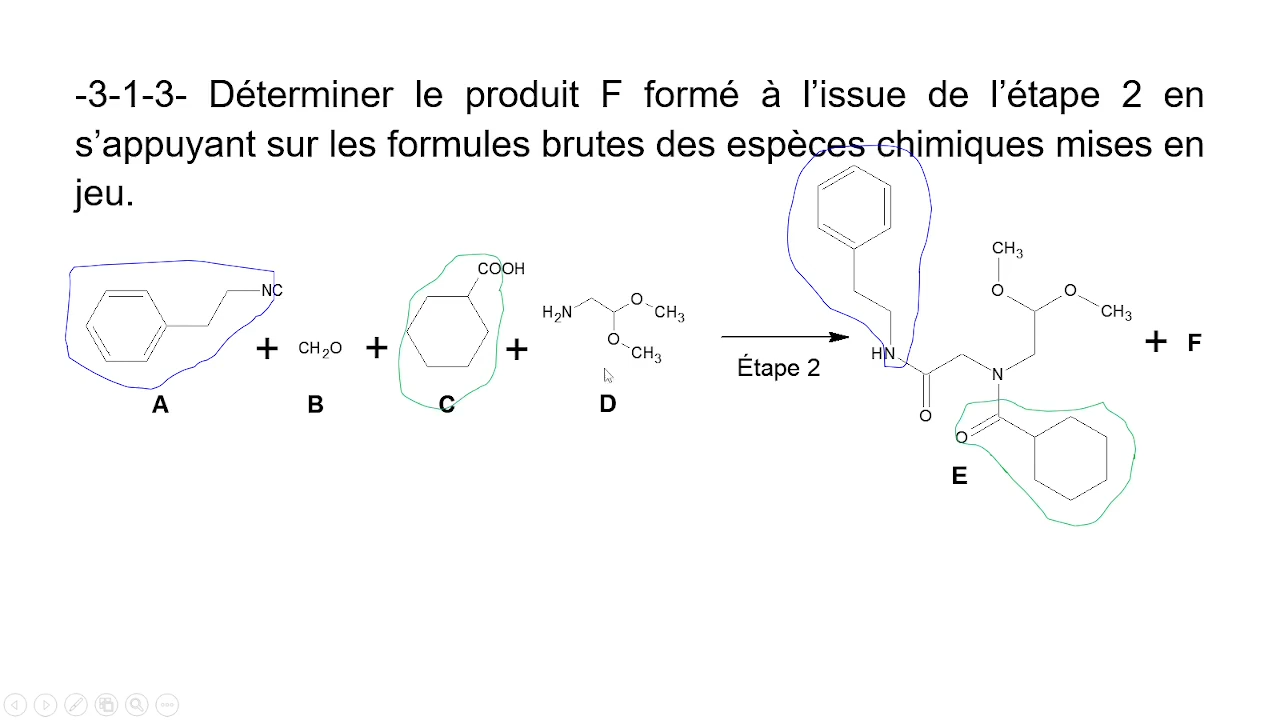 -3-1-3- Déterminer le produit F formé à l’issue de l’étape 2 en
s’appuyant sur les formules brutes des espèces chimiques mises en
jeu.
CH3
COOH
NC
O
O
H2N
O
CH3
CH3
O
CH3
+
CH2O
+
+
Étape 2
HN
N
+
F
O
O
A
B
C
D
E